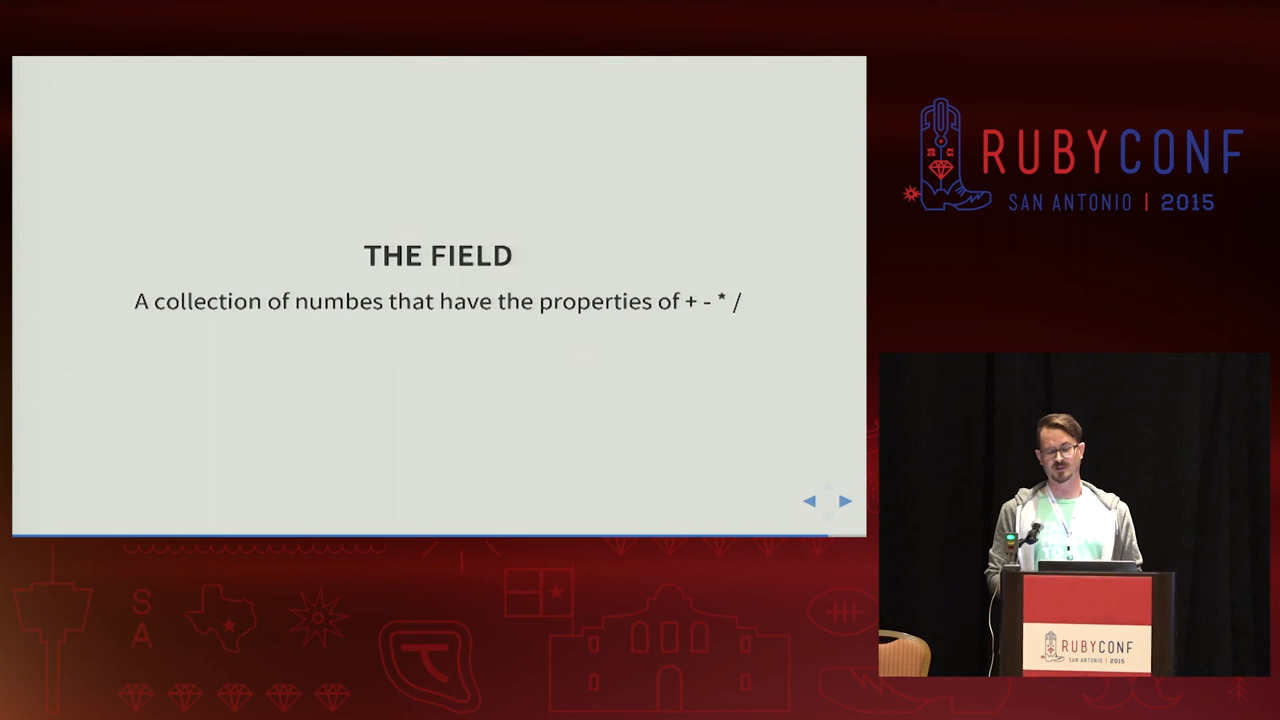 THE FIELD
A collection of numbes that have the properties of + - * /
RUBYCONF
SAN ANTONIO | 2015
S
A
RUBYCONF
SAN ANTONIO | 2015